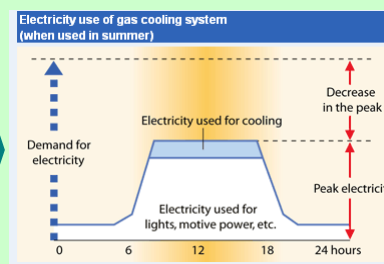 Electricity use of gas cooling system
(when used in summer)
Decrease
in the peak
Electricity used for cooling
Demand for
electricity
Peak electricit
Electricity used for
lights, motive power, etc.
0 6 12 18 24 hours